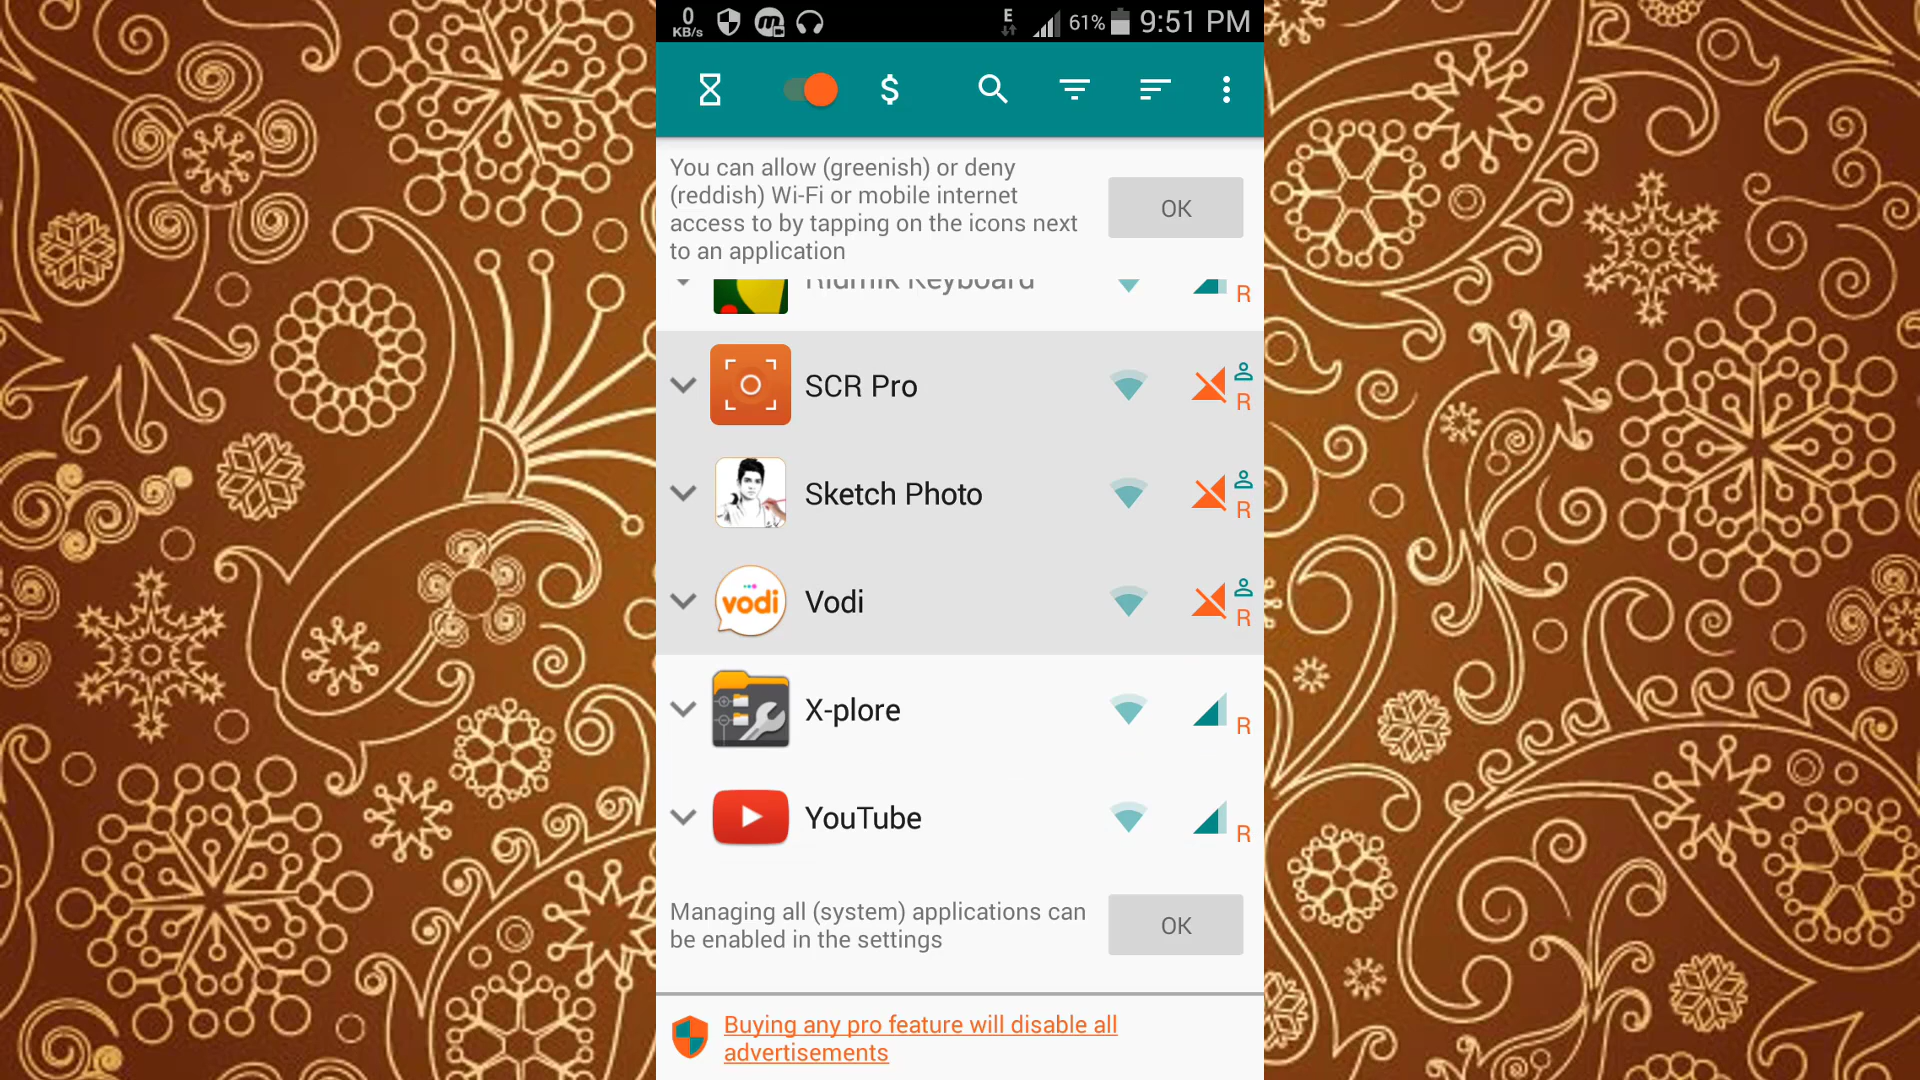 0
KB/s
E
61%
9:51 PM
$
You can allow (greenish) or deny
(reddish) Wi-Fi or mobile internet
access to by tapping on the icons next
to an application
OK
Ridmik Keyboard
R
SCR Pro
R
Sketch Photo
R
vodi
Vodi
R
X-plore
R
YouTube
R
Managing all (system) applications can
be enabled in the settings
OK
Buying any pro feature will disable all
advertisements